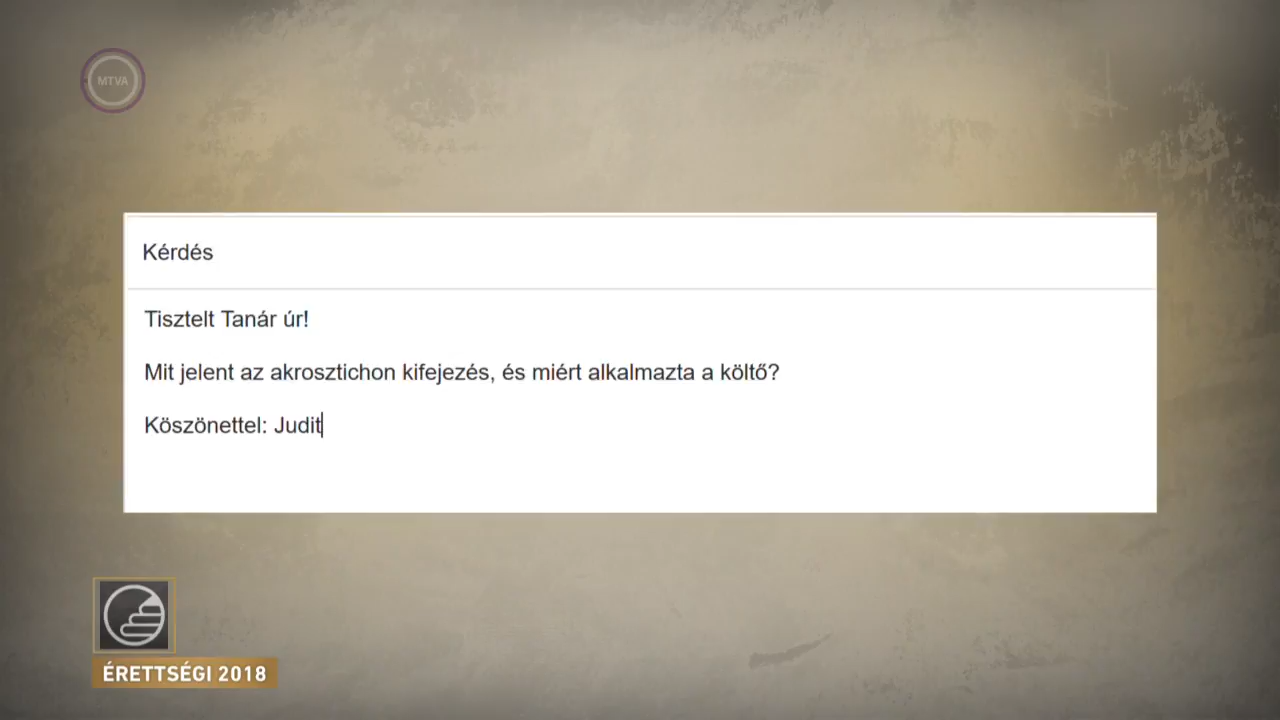 MTVA
Kérdés
Tisztelt Tanár úr!
Mit jelent az akrosztichon kifejezés, és miért alkalmazta a költő?
Köszönettel: Judit
ÉRETTSÉGI 2018